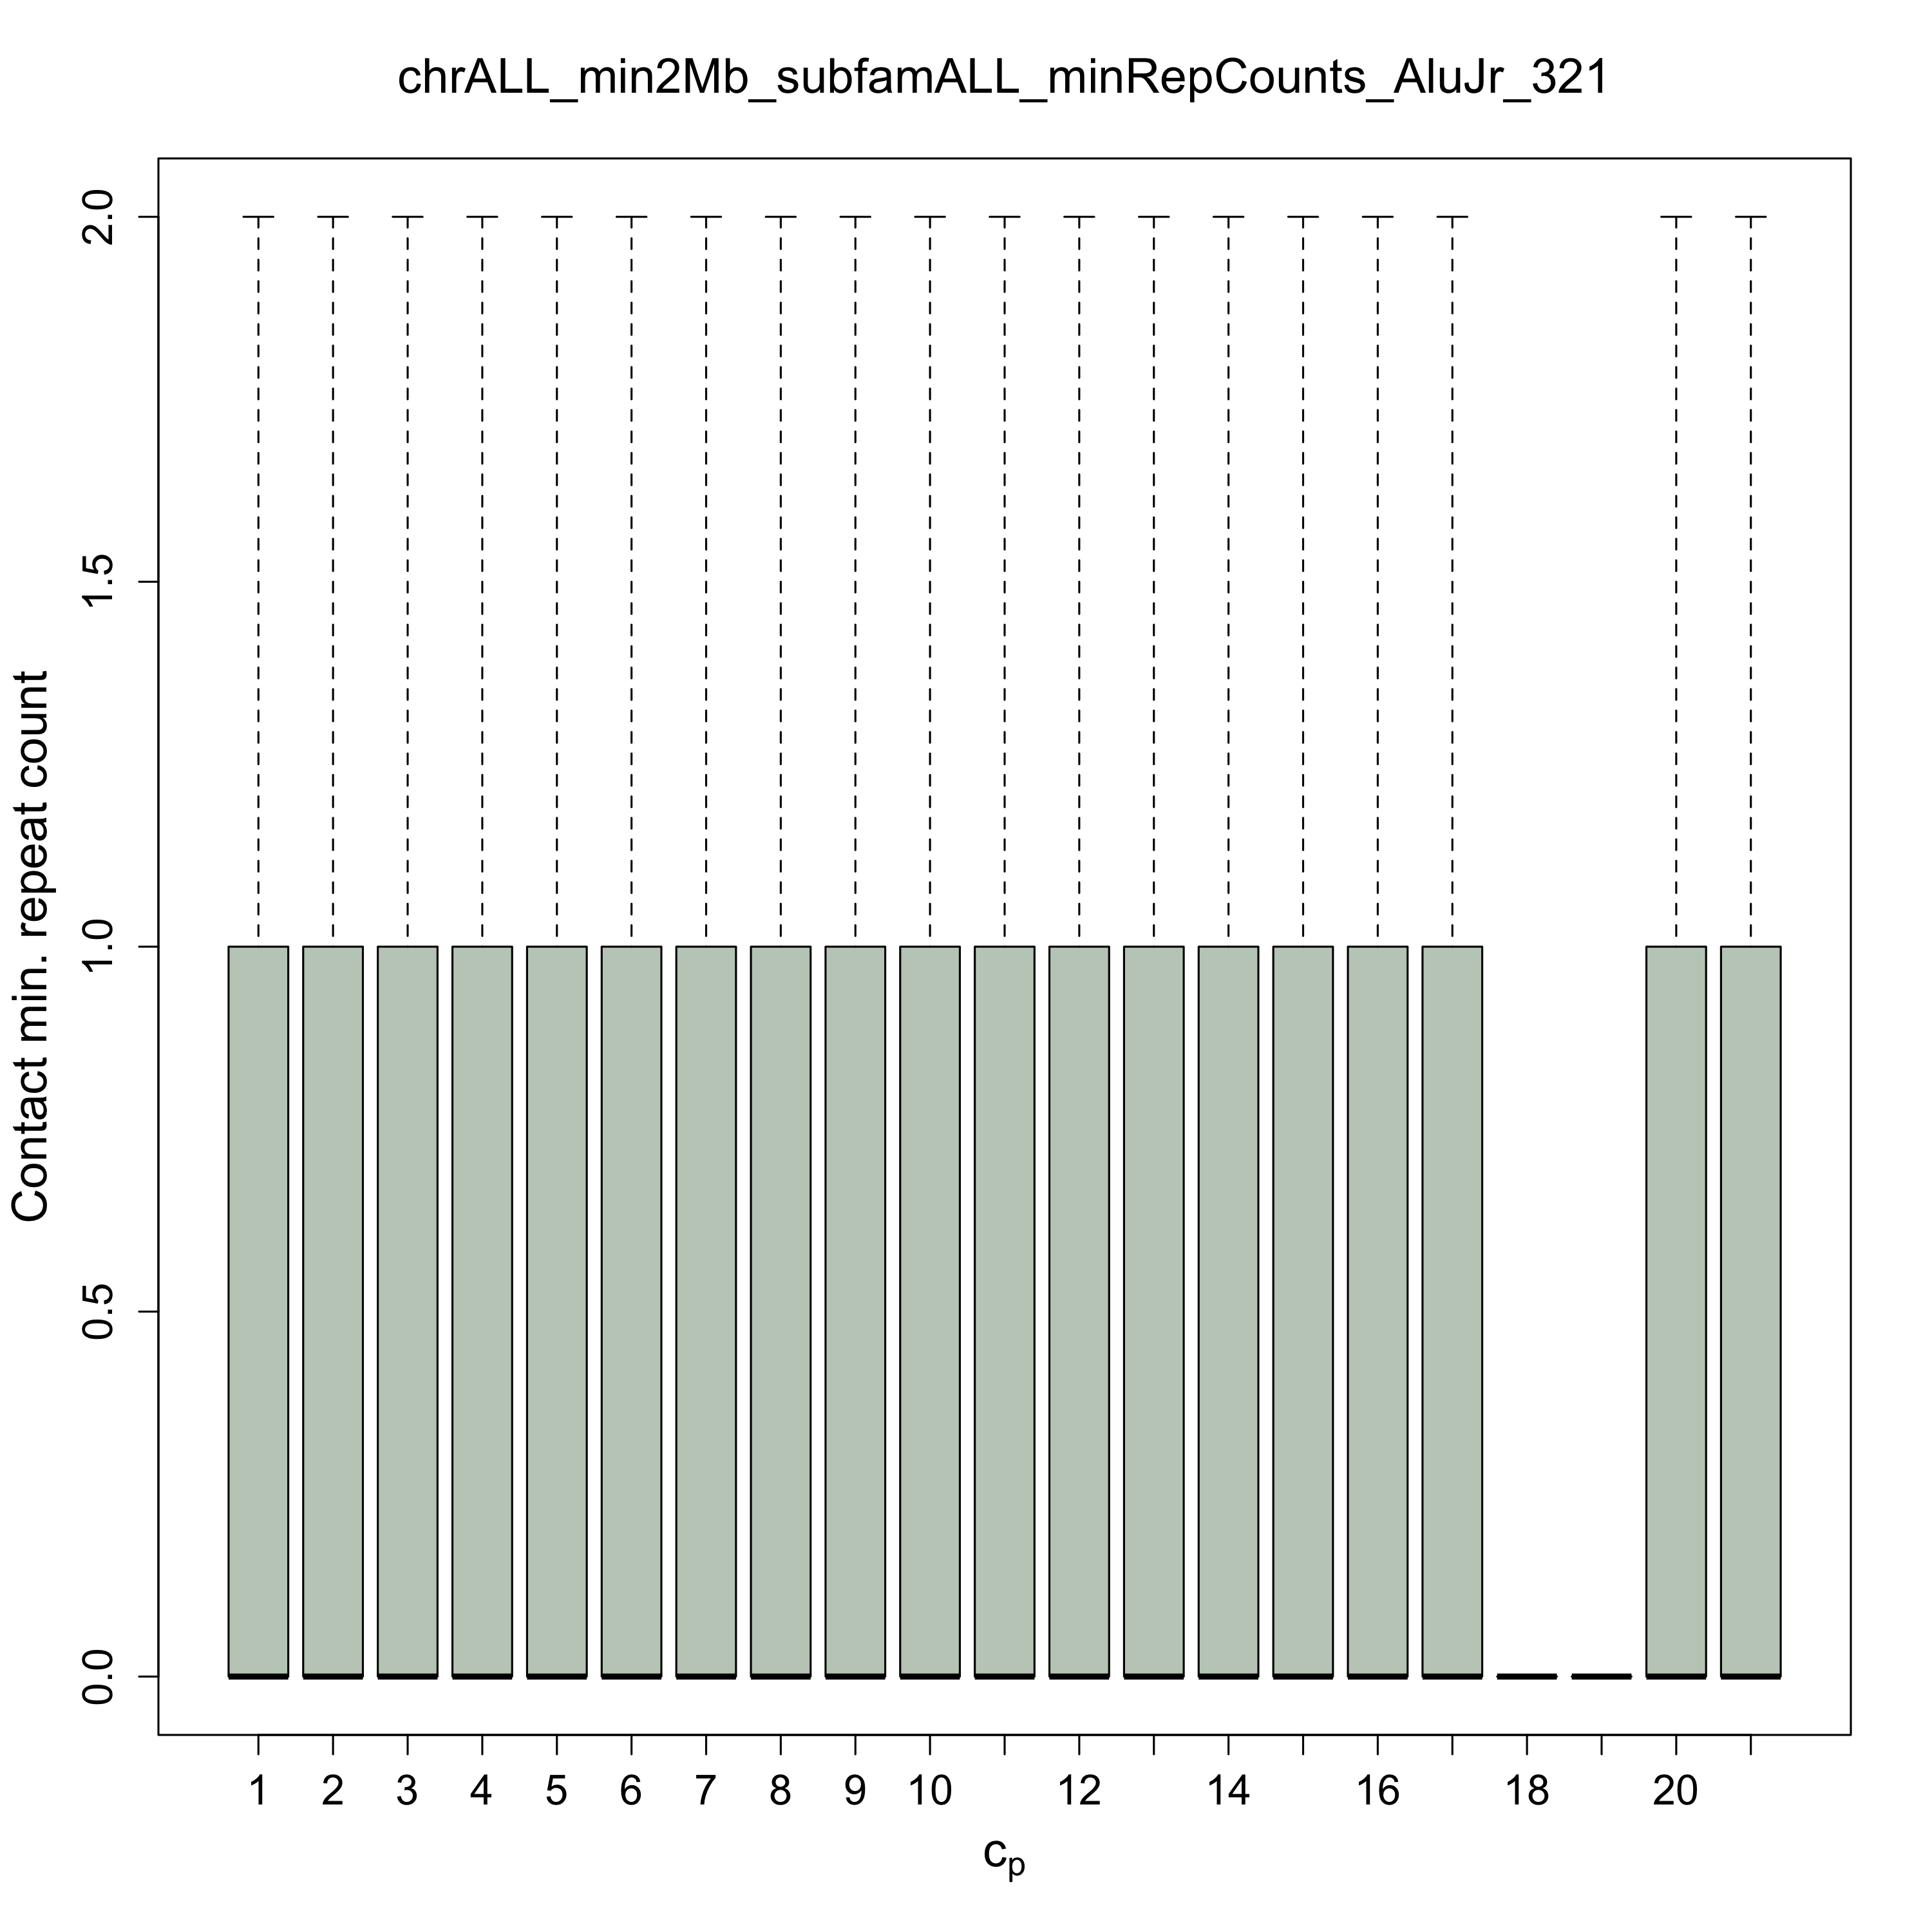 chrALL_min2Mb_subfamALL_minRepCounts_AluJr_321
Contact min. repeat count
2.0
1.5
1.0
0.5
0.0
1 2 3 4 5 6 7 8 9 10 12 14 16 18 20
cp